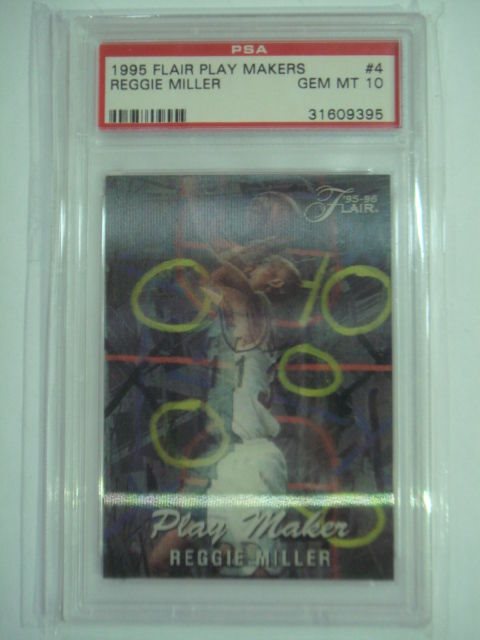 PSA
1995 FLAIR PLAY MAKERS #4
REGGIE MILLER GEM MT 10
31609395
'95-96
FLAIR
Play Maker
REGGIE MILLER